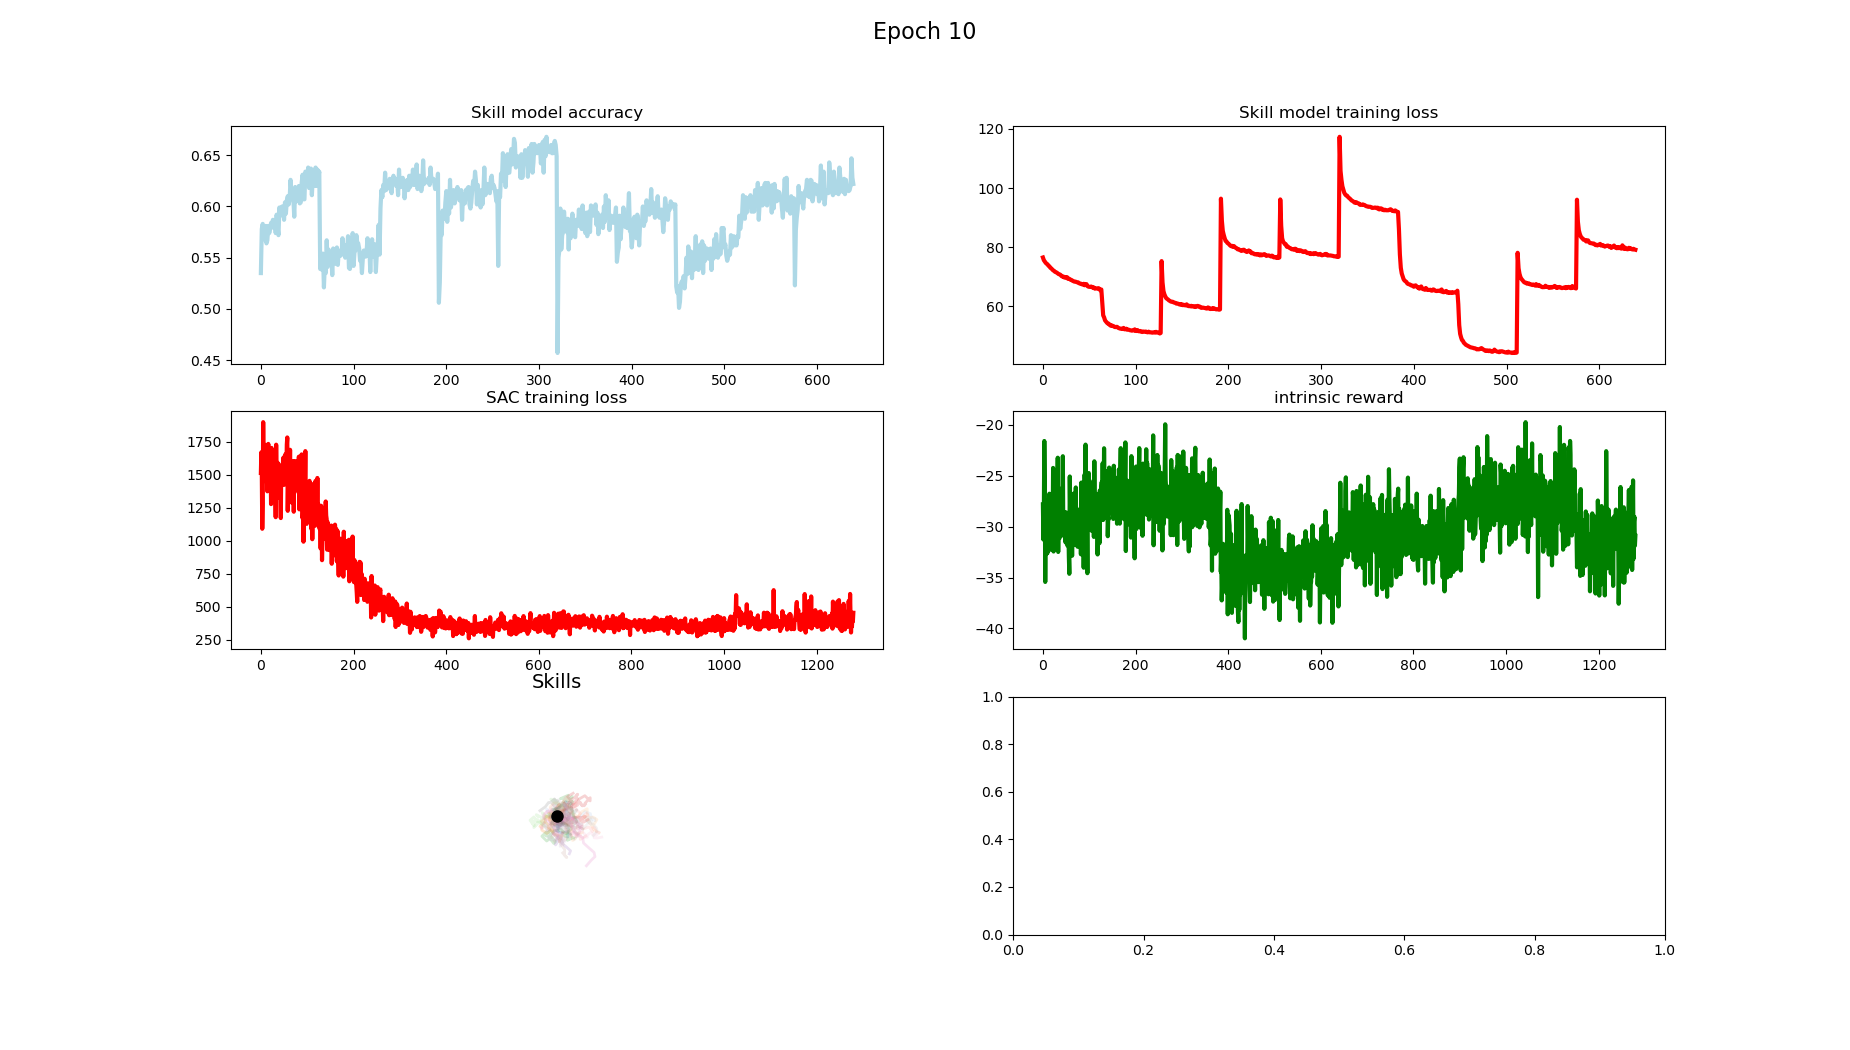 Epoch 10
Skill model accuracy
0.65
0.60
0.55
0.50
0.45
0 100 200 300 400 500 600
Skill model training loss
120
100
80
60
0 100 200 300 400 500 600
SAC training loss
1750
1500
1250
1000
750
500
250
0 200 400 600 800 1000 1200
intrinsic reward
−20
−25
−30
−35
−40
0 200 400 600 800 1000 1200
Skills
1.0
0.8
0.6
0.4
0.2
0.0
0.0 0.2 0.4 0.6 0.8 1.0